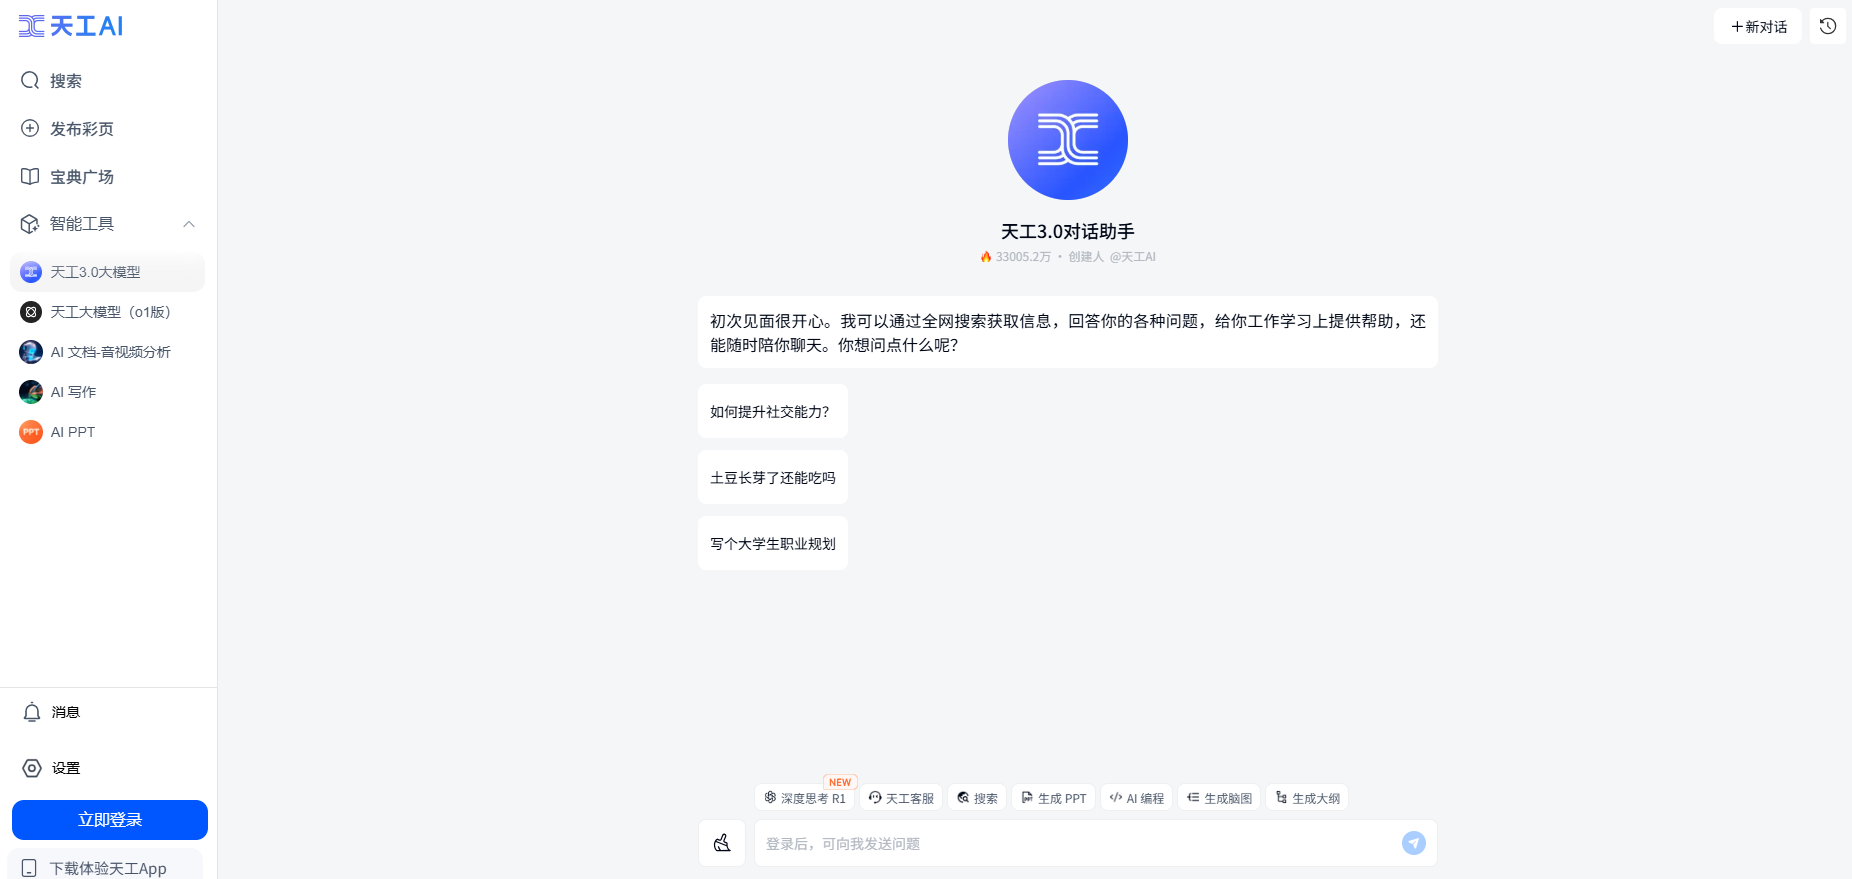 天工AI
搜索
发布彩页
宝典广场
智能工具
天工3.0大模型
天工大模型（o1版）
AI 文档-音视频分析
AI 写作
PPT
AI PPT
消息
设置
立即登录
下载体验天工App
新对话
天工3.0对话助手
33005.2万 · 创建人 @天工AI
初次见面很开心。我可以通过全网搜索获取信息，回答你的各种问题，给你工作学习上提供帮助，还
能随时陪你聊天。你想问点什么呢？
如何提升社交能力？
土豆长芽了还能吃吗
写个大学生职业规划
NEW
深度思考 R1
天工客服
搜索
生成 PPT
AI 编程
生成脑图
生成大纲
登录后，可向我发送问题